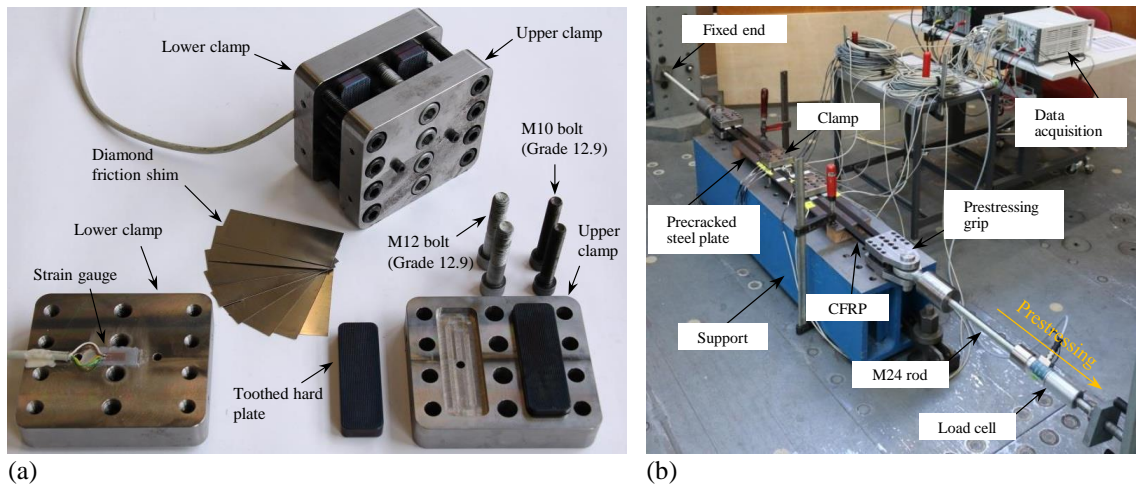 Lower clamp
Upper clamp
M10 bolt
(Grade 12.9)
Diamond
friction shim
M12 bolt
(Grade 12.9)
Upper
clamp
Lower clamp
Strain gauge
Toothed hard
plate
(a)
Fixed end
Data
acquisition
Clamp
Precracked
steel plate
Prestressing
grip
CFRP
Support
Prestressing
M24 rod
Load cell
(b)